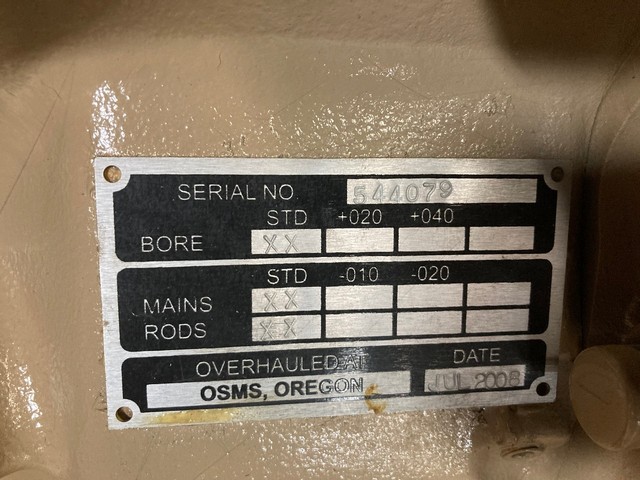 SERIAL NO. 544079
STD +020 +040
BORE XX
STD -010 -020
MAINS XX
RODS XX
OVERHAULED AT DATE
OSMS, OREGON JUL 2008